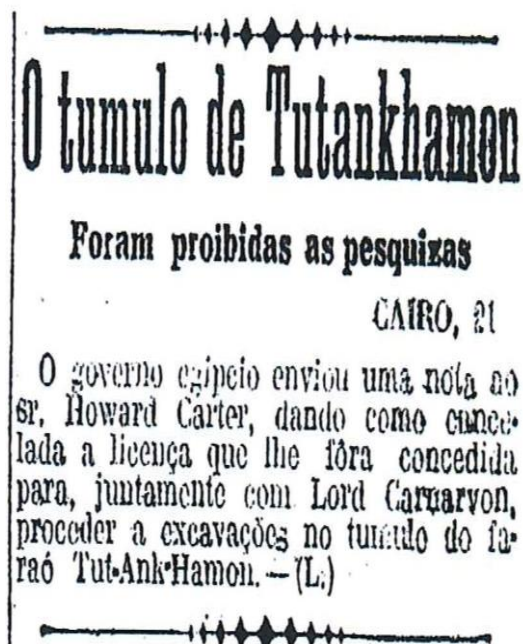 O tumulo de Tutankhamon
Foram proibidas as pesquizas
CAIRO, 21
O governo egipcio enviou uma nota ao
sr. Howard Carter, dando como cance-
lada a licença que lhe fôra concedida
para, juntamente com Lord Carnarvon,
proceder a excavações no tumulo do fa-
raó Tut-Ank-Hamon. — (L.)